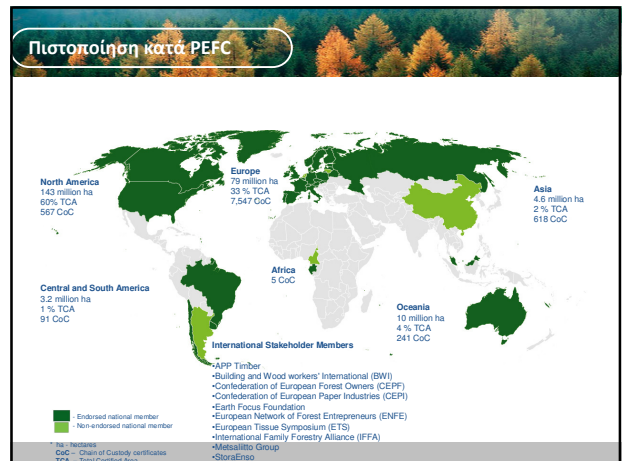 Πιστοποίηση κατά PEFC
North America
143 million ha
60% TCA
567 CoC
Europe
79 million ha
33 % TCA
7,547 CoC
Asia
4.6 million ha
2 % TCA
618 CoC
Africa
5 CoC
Central and South America
3.2 million ha
1 % TCA
91 CoC
Oceania
10 million ha
4 % TCA
241 CoC
International Stakeholder Members
•APP Timber
•Building and Wood workers' International (BWI)
•Confederation of European Forest Owners (CEPF)
•Confederation of European Paper Industries (CEPI)
•Earth Focus Foundation
•European Network of Forest Entrepreneurs (ENFE)
•European Tissue Symposium (ETS)
•International Family Forestry Alliance (IFFA)
•Metsaliitto Group
•StoraEnso
- Endorsed national member
- Non-endorsed national member
* ha - hectares
CoC – Chain of Custody certificates
TCA – Total Certified Area